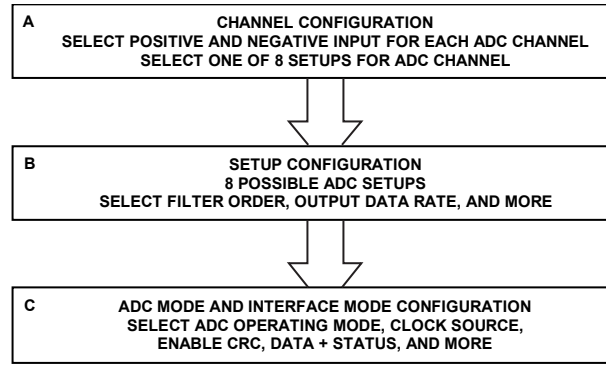 A
CHANNEL CONFIGURATION
SELECT POSITIVE AND NEGATIVE INPUT FOR EACH ADC CHANNEL
SELECT ONE OF 8 SETUPS FOR ADC CHANNEL
B
SETUP CONFIGURATION
8 POSSIBLE ADC SETUPS
SELECT FILTER ORDER, OUTPUT DATA RATE, AND MORE
C
ADC MODE AND INTERFACE MODE CONFIGURATION
SELECT ADC OPERATING MODE, CLOCK SOURCE,
ENABLE CRC, DATA + STATUS, AND MORE